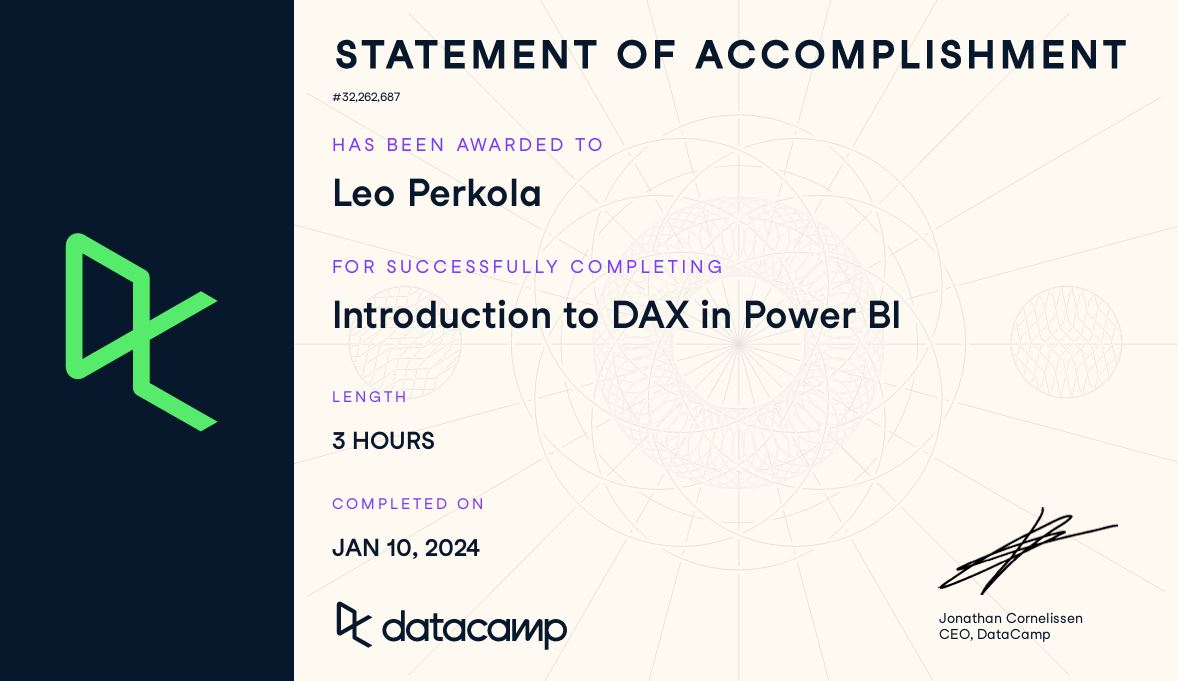 STATEMENT OF ACCOMPLISHMENT
#32,262,687
HAS BEEN AWARDED TO
Leo Perkola
FOR SUCCESSFULLY COMPLETING
Introduction to DAX in Power BI
LENGTH
3 HOURS
COMPLETED ON
JAN 10, 2024
datacamp
Jonathan Cornelissen
CEO, DataCamp